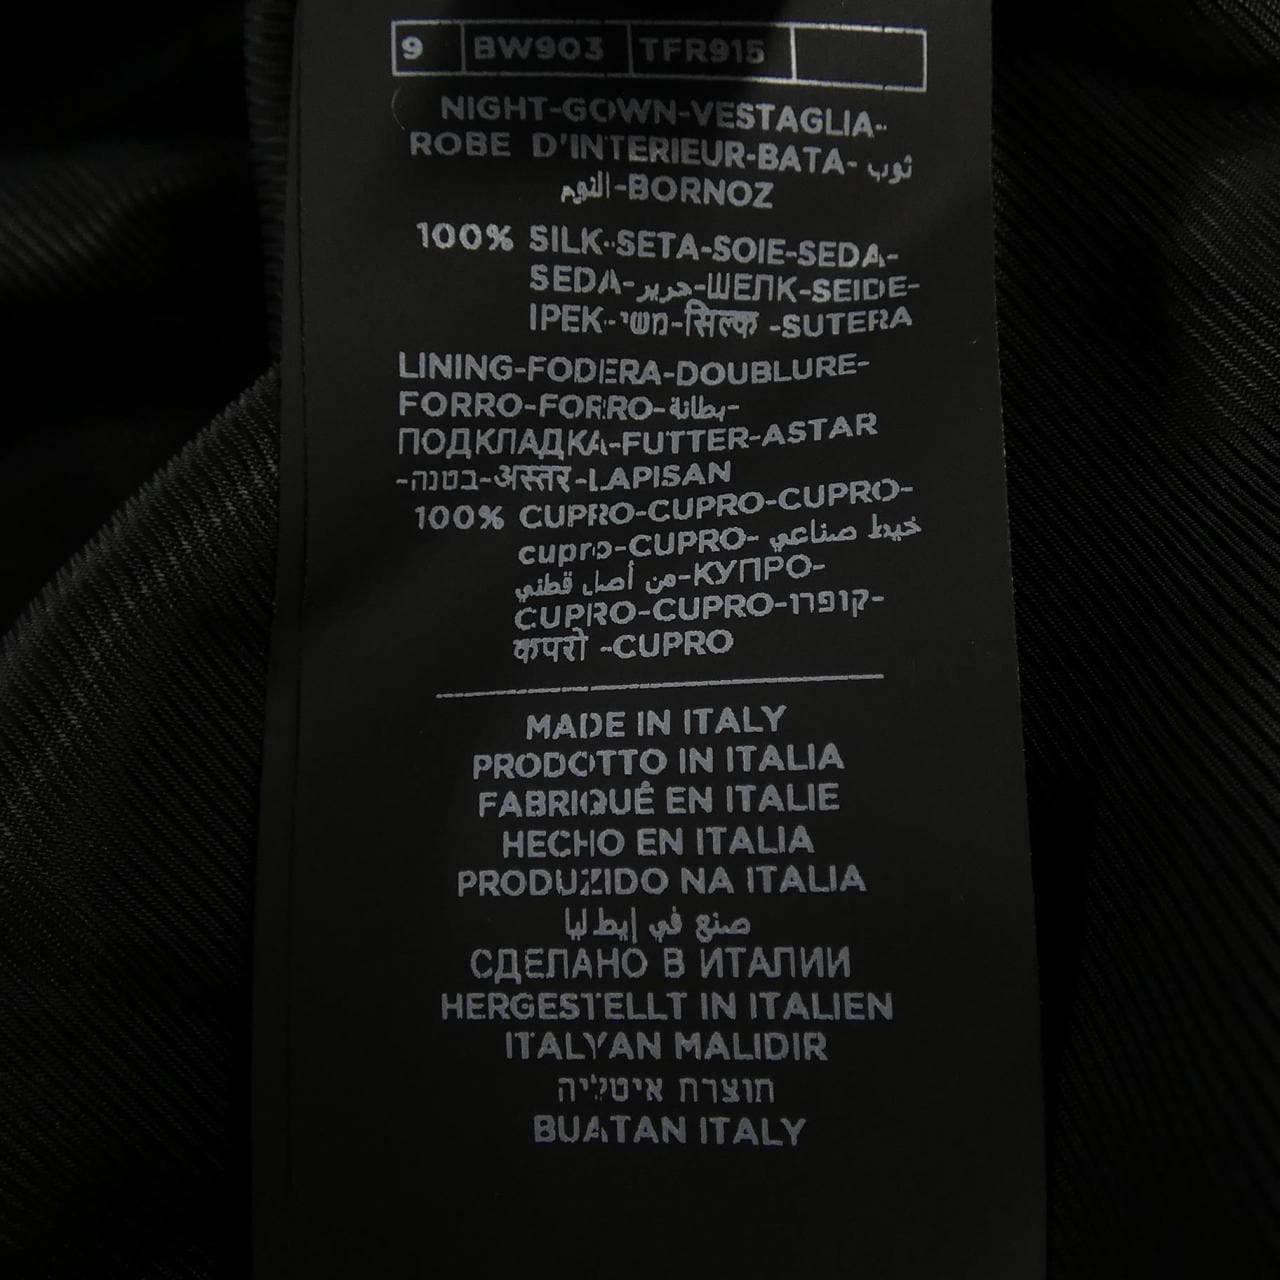 9 BW903 TFR915
NIGHT-GOWN-VESTAGLIA-
ROBE D'INTERIEUR-BATA- ثوب
النوم-BORNOZ
100% SILK-SETA-SOIE-SEDA-
SEDA-حرير-ШЕЛК-SEIDE-
IPEK-משי-सिल्क -SUTERA
LINING-FODERA-DOUBLURE-
FORRO-FORRO-بطانة-
ПОДКЛАДКА-FUTTER-ASTAR
-בטנה-अस्तर-LAPISAN
100% CUPRO-CUPRO-CUPRO-
cupro-CUPRO- خيط صناعي
من أصل قطني-КУПРО-
CUPRO-CUPRO-קופרו-
कपरो -CUPRO
MADE IN ITALY
PRODOTTO IN ITALIA
FABRIQUÉ EN ITALIE
HECHO EN ITALIA
PRODUZIDO NA ITALIA
صنع في إيطاليا
СДЕЛАНО В ИТАЛИИ
HERGESTELLT IN ITALIEN
ITALYAN MALIDIR
תוצרת איטליה
BUATAN ITALY